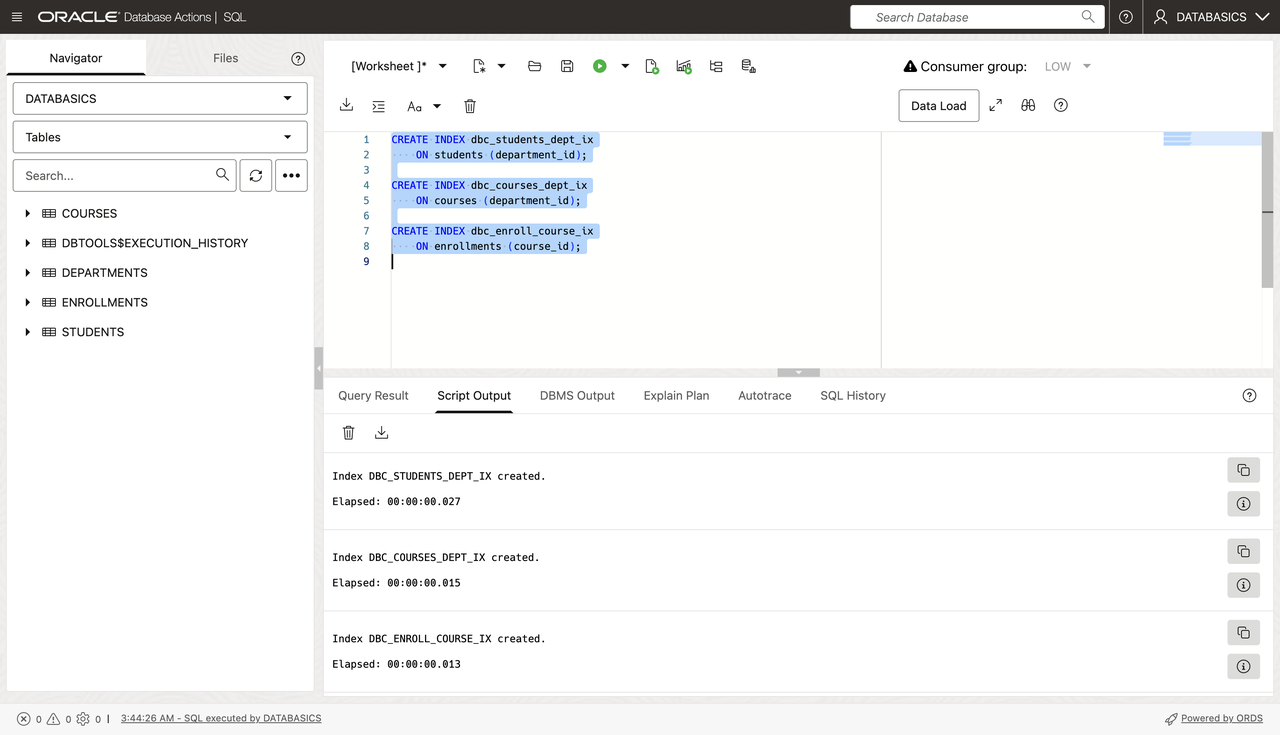 ORACLE Database Actions | SQL
Search Database
DATABASICS
Navigator
Files
DATABASICS
Tables
Search...
COURSES
DBTOOLS$EXECUTION_HISTORY
DEPARTMENTS
ENROLLMENTS
STUDENTS
[Worksheet ]*
Consumer group: LOW
Aa
Data Load
1 CREATE INDEX dbc_students_dept_ix
2 ON students (department_id);
3
4 CREATE INDEX dbc_courses_dept_ix
5 ON courses (department_id);
6
7 CREATE INDEX dbc_enroll_course_ix
8 ON enrollments (course_id);
9
Query Result Script Output DBMS Output Explain Plan Autotrace SQL History
Index DBC_STUDENTS_DEPT_IX created.
Elapsed: 00:00:00.027
Index DBC_COURSES_DEPT_IX created.
Elapsed: 00:00:00.015
Index DBC_ENROLL_COURSE_IX created.
Elapsed: 00:00:00.013
0 0 0 | 3:44:26 AM - SQL executed by DATABASICS
Powered by ORDS